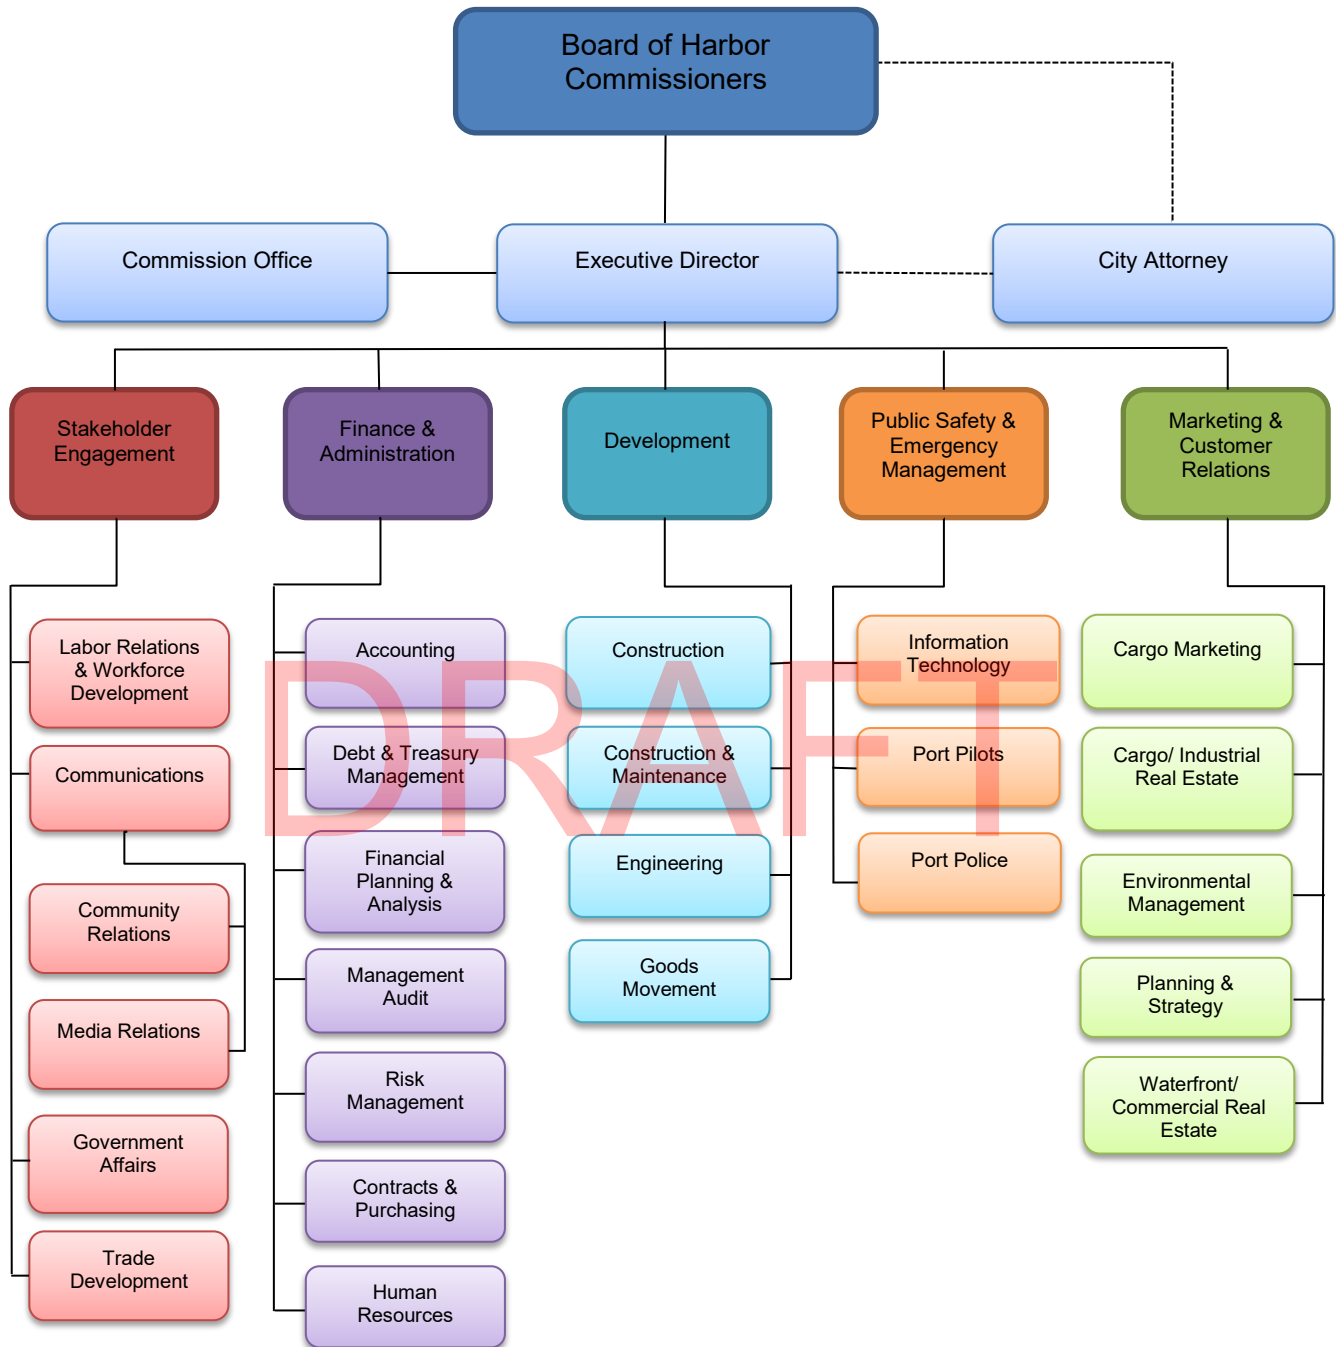 Board of Harbor
Commissioners
Commission Office
Executive Director
City Attorney
Stakeholder
Engagement
Finance &
Administration
Development
Public Safety &
Emergency
Management
Marketing &
Customer
Relations
Labor Relations
& Workforce
Development
Communications
Community
Relations
Media Relations
Government
Affairs
Trade
Development
Accounting
Debt & Treasury
Management
Financial
Planning &
Analysis
Management
Audit
Risk
Management
Contracts &
Purchasing
Human
Resources
Construction
Construction &
Maintenance
Engineering
Goods
Movement
Information
Technology
Port Pilots
Port Police
Cargo Marketing
Cargo/ Industrial
Real Estate
Environmental
Management
Planning &
Strategy
Waterfront/
Commercial Real
Estate
DRAFT